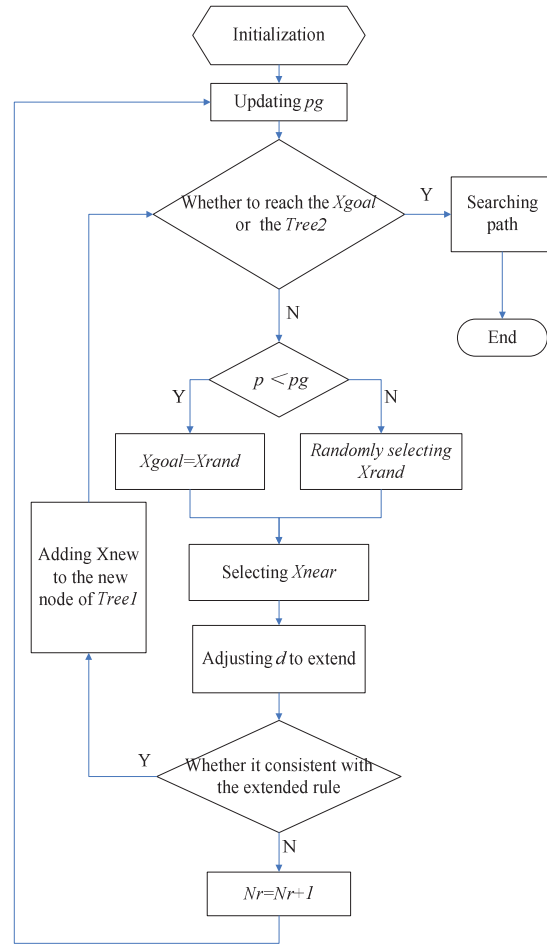 Initialization
Updating pg
Whether to reach the Xgoal
or the Tree2
Y
Searching
path
N
End
p < pg
Y
N
Xgoal=Xrand
Randomly selecting
Xrand
Adding Xnew
to the new
node of Tree1
Selecting Xnear
Adjusting d to extend
Whether it consistent with
the extended rule
Y
N
Nr=Nr+1